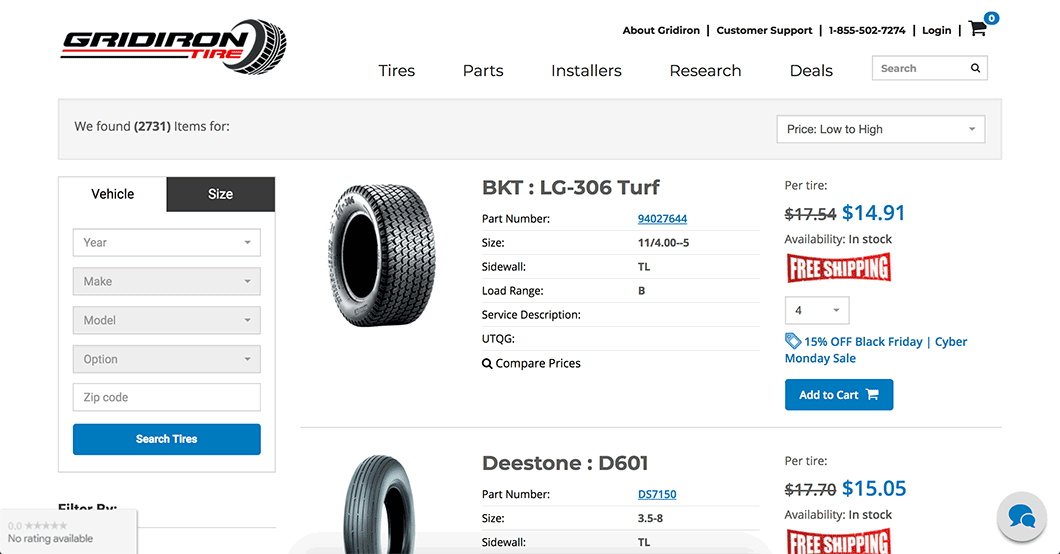 GRIDIRON
TIRE
About Gridiron | Customer Support | 1-855-502-7274 | Login | 0
Tires Parts Installers Research Deals Search
We found (2731) Items for: Price: Low to High
Vehicle Size
Year
Make
Model
Option
Zip code
Search Tires
Filter By:
0,0 ★★★★★
No rating available
LG-306
BKT : LG-306 Turf
Part Number: 94027644
Size: 11/4.00--5
Sidewall: TL
Load Range: B
Service Description:
UTQG:
Compare Prices
Per tire:
$17.54 $14.91
Availability: In stock
FREE SHIPPING
4
15% OFF Black Friday | Cyber
Monday Sale
Add to Cart
Deestone : D601
Part Number: DS7150
Size: 3.5-8
Sidewall: TL
Per tire:
$17.70 $15.05
Availability: In stock
FREE SHIPPING